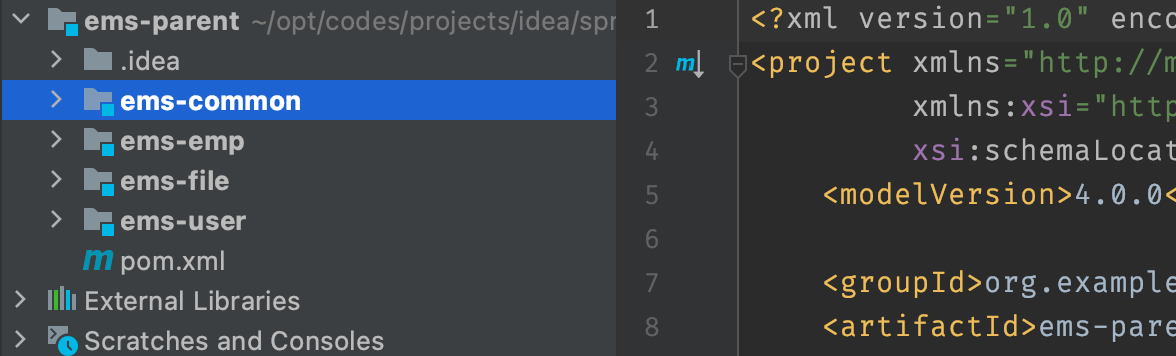 ems-parent ~/opt/codes/projects/idea/spr
.idea
ems-common
ems-emp
ems-file
ems-user
m pom.xml
External Libraries
Scratches and Consoles
1 <?xml version="1.0" enco
2 m <project xmlns="http://m
3 xmlns:xsi="http
4 xsi:schemaLocat
5 <modelVersion>4.0.0<
6
7 <groupId>org.example
8 <artifactId>ems-pare